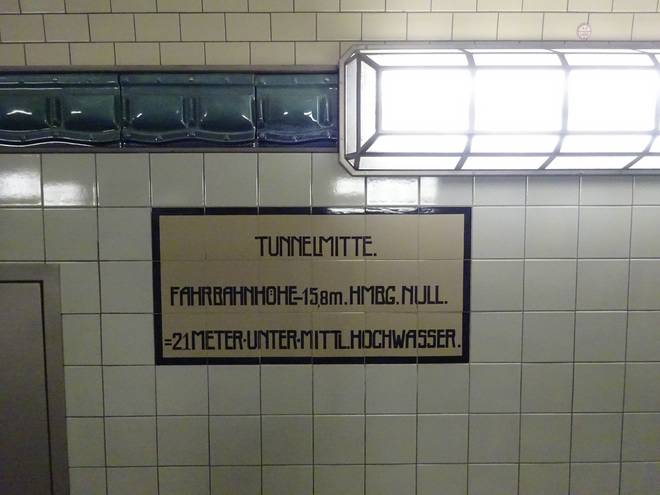 TUNNELMITTE.
FAHRBAHNHÖHE-15,8m. HMBG. NULL.
=21 METER·UNTER·MITTL.HOCHWASSER.